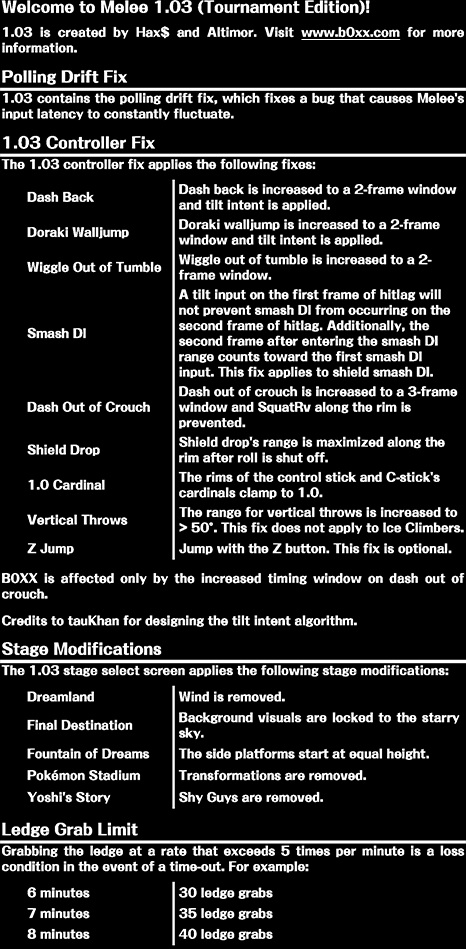 Welcome to Melee 1.03 (Tournament Edition)!
1.03 is created by Hax$ and Altimor. Visit www.b0xx.com for more
information.
Polling Drift Fix
1.03 contains the polling drift fix, which fixes a bug that causes Melee's
input latency to constantly fluctuate.
1.03 Controller Fix
The 1.03 controller fix applies the following fixes:
Dash Back
Dash back is increased to a 2-frame window
and tilt intent is applied.
Doraki Walljump
Doraki walljump is increased to a 2-frame
window and tilt intent is applied.
Wiggle Out of Tumble
Wiggle out of tumble is increased to a 2-
frame window.
Smash DI
A tilt input on the first frame of hitlag will
not prevent smash DI from occurring on the
second frame of hitlag. Additionally, the
second frame after entering the smash DI
range counts toward the first smash DI
input. This fix applies to shield smash DI.
Dash Out of Crouch
Dash out of crouch is increased to a 3-frame
window and SquatRv along the rim is
prevented.
Shield Drop
Shield drop's range is maximized along the
rim after roll is shut off.
1.0 Cardinal
The rims of the control stick and C-stick's
cardinals clamp to 1.0.
Vertical Throws
The range for vertical throws is increased to
> 50°. This fix does not apply to Ice Climbers.
Z Jump
Jump with the Z button. This fix is optional.
B0XX is affected only by the increased timing window on dash out of
crouch.
Credits to tauKhan for designing the tilt intent algorithm.
Stage Modifications
The 1.03 stage select screen applies the following stage modifications:
Dreamland
Wind is removed.
Final Destination
Background visuals are locked to the starry
sky.
Fountain of Dreams
The side platforms start at equal height.
Pokémon Stadium
Transformations are removed.
Yoshi's Story
Shy Guys are removed.
Ledge Grab Limit
Grabbing the ledge at a rate that exceeds 5 times per minute is a loss
condition in the event of a time-out. For example:
6 minutes
30 ledge grabs
7 minutes
35 ledge grabs
8 minutes
40 ledge grabs